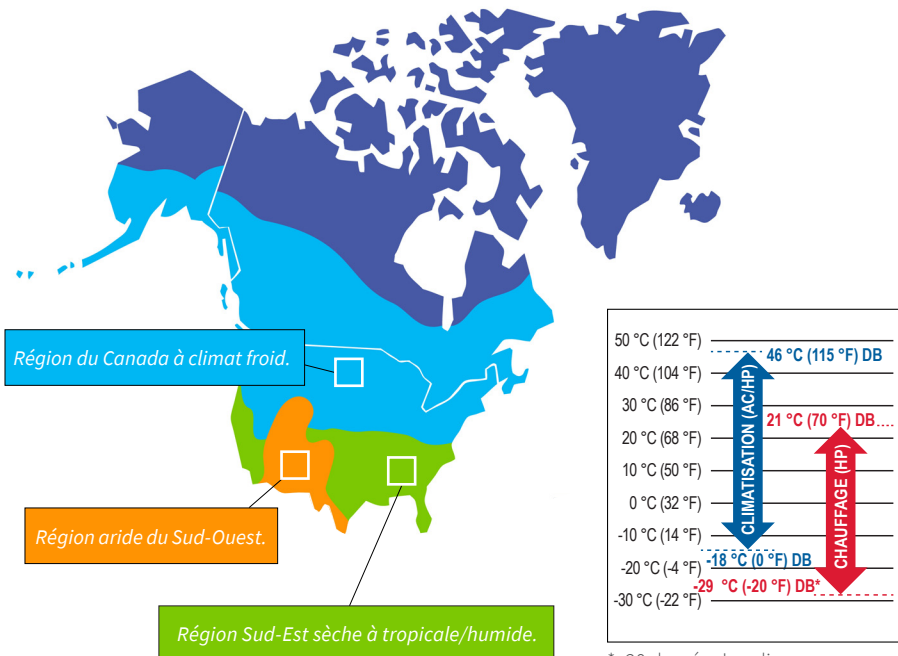 Région du Canada à climat froid.
Région aride du Sud-Ouest.
Région Sud-Est sèche à tropicale/humide.
50 °C (122 °F)
46 °C (115 °F) DB
40 °C (104 °F)
30 °C (86 °F)
21 °C (70 °F) DB....
20 °C (68 °F)
10 °C (50 °F)
0 °C (32 °F)
-10 °C (14 °F)
-18 °C (0 °F) DB
-20 °C (-4 °F)
-29 °C (-20 °F) DB*
-30 °C (-22 °F)
CLIMATISATION (AC/HP)
CHAUFFAGE (HP)